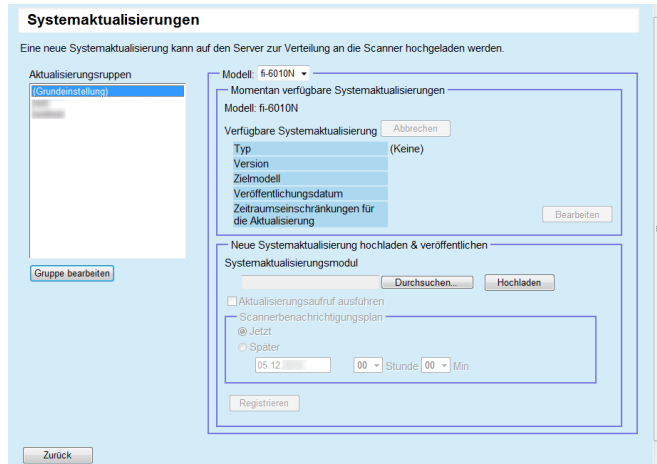 Systemaktualisierungen
Eine neue Systemaktualisierung kann auf den Server zur Verteilung an die Scanner hochgeladen werden.
Aktualisierungsruppen
(Grundeinstellung)
Gruppe bearbeiten
Modell: fi-6010N
Momentan verfügbare Systemaktualisierungen
Modell: fi-6010N
Verfügbare Systemaktualisierung Abbrechen
Typ (Keine)
Version
Zielmodell
Veröffentlichungsdatum
Zeitraumseinschränkungen für
die Aktualisierung
Bearbeiten
Neue Systemaktualisierung hochladen & veröffentlichen
Systemaktualisierungsmodul
Durchsuchen... Hochladen
Aktualisierungsaufruf ausführen
Scannerbenachrichtigungsplan
Jetzt
Später
05.12. 00 Stunde 00 Min
Registrieren
Zurück